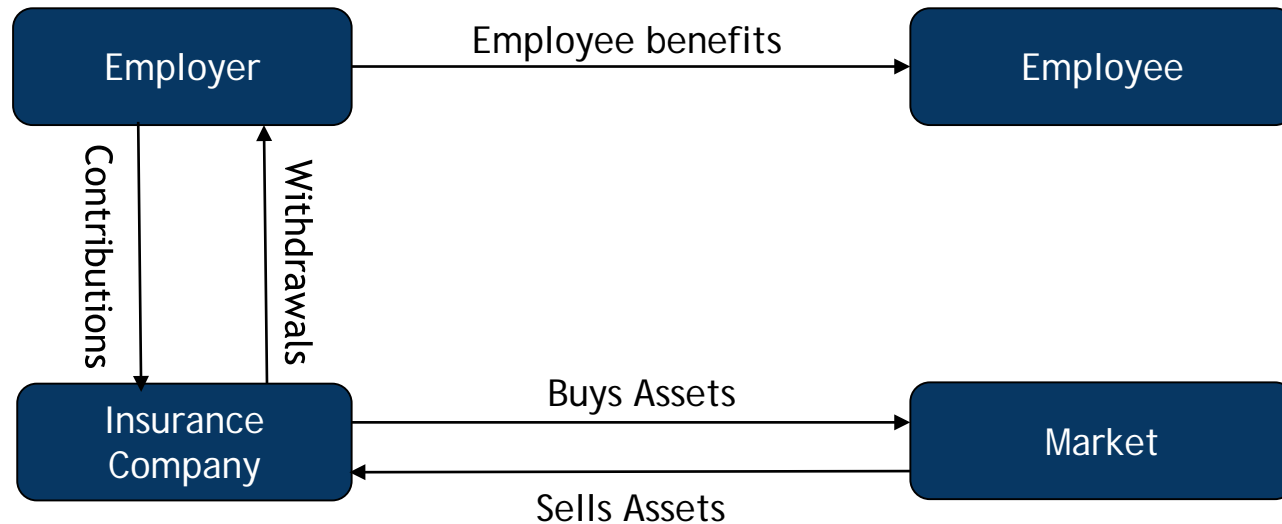 Employee benefits
Employer
Employee
Contributions
Withdrawals
Buys Assets
Insurance
Company
Market
Sells Assets